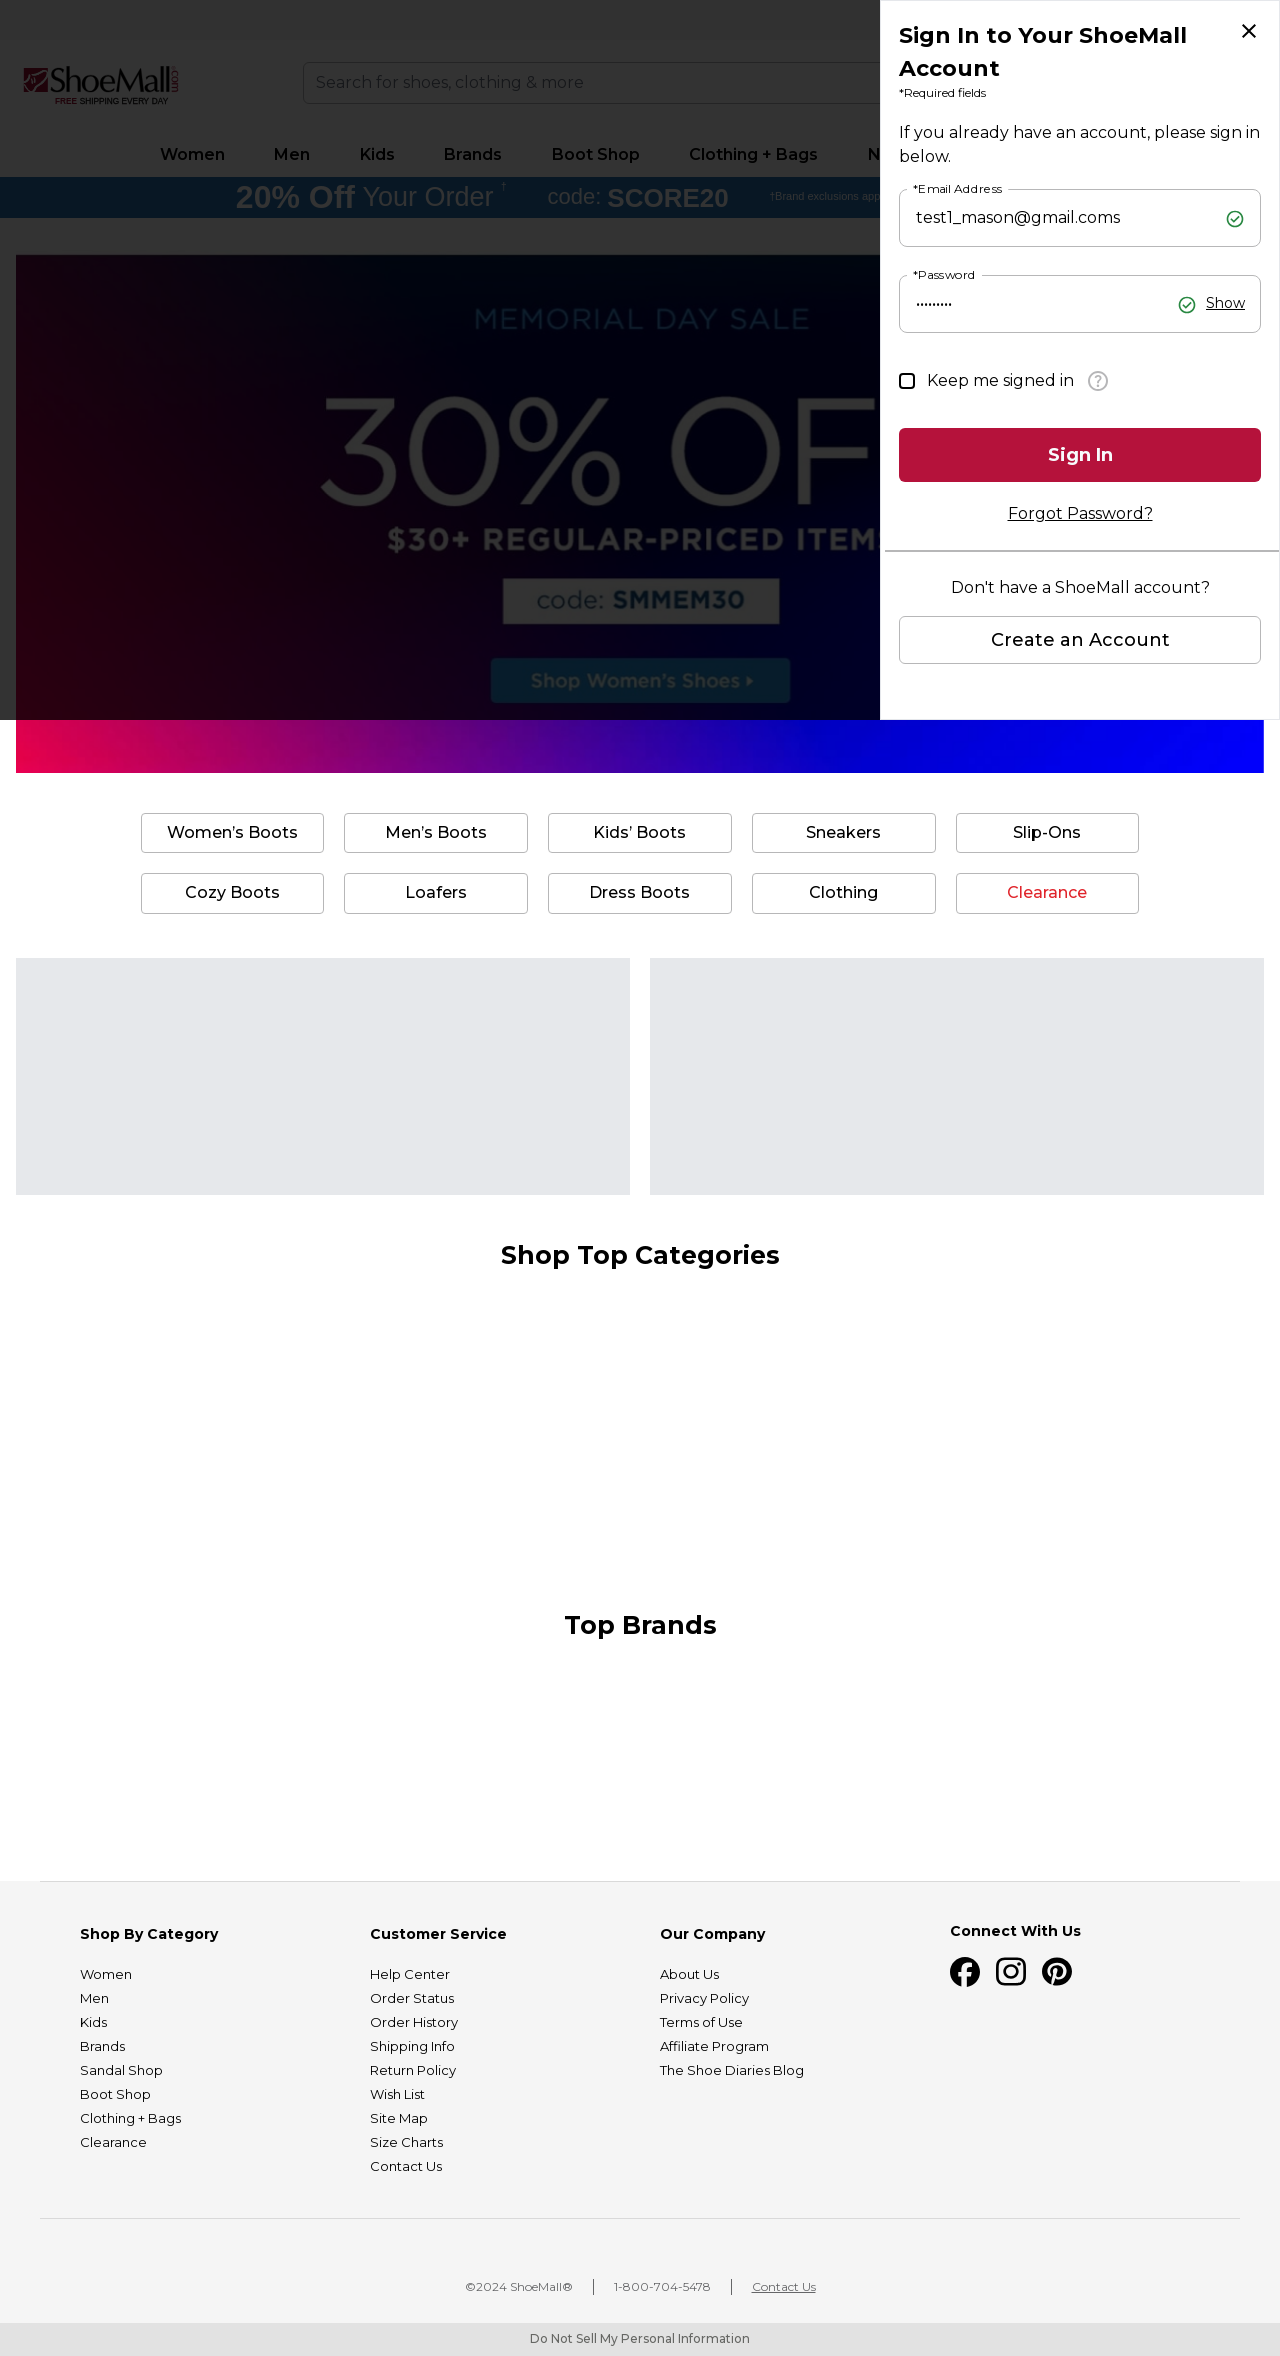 Sign In to Your ShoeMall
Account
*Required fields
If you already have an account, please sign in
below.
*Email Address
test1_mason@gmail.coms
*Password
•••••••••
Show
Keep me signed in
?
Sign In
Forgot Password?
Don't have a ShoeMall account?
Create an Account
ShoeMall.com
FREE SHIPPING EVERY DAY
Search for shoes, clothing & more
Women Men Kids Brands Boot Shop Clothing + Bags N
20% Off Your Order † code: SCORE20 †Brand exclusions app
MEMORIAL DAY SALE
30% OF
$30+ REGULAR-PRICED ITEM
code: SMMEM30
Shop Women's Shoes
Women’s Boots Men’s Boots Kids’ Boots Sneakers Slip-Ons
Cozy Boots Loafers Dress Boots Clothing Clearance
Shop Top Categories
Top Brands
Shop By Category
Women
Men
Kids
Brands
Sandal Shop
Boot Shop
Clothing + Bags
Clearance
Customer Service
Help Center
Order Status
Order History
Shipping Info
Return Policy
Wish List
Site Map
Size Charts
Contact Us
Our Company
About Us
Privacy Policy
Terms of Use
Affiliate Program
The Shoe Diaries Blog
Connect With Us
©2024 ShoeMall® 1-800-704-5478 Contact Us
Do Not Sell My Personal Information